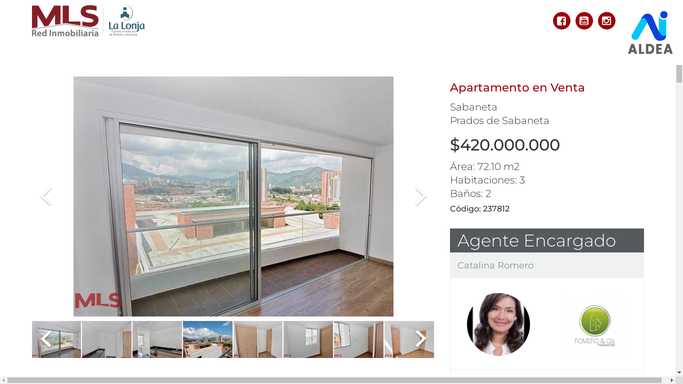 MLS
Red Inmobiliaria
La Lonja
ALDEA
Apartamento en Venta
Sabaneta
Prados de Sabaneta
$420.000.000
Área: 72.10 m2
Habitaciones: 3
Baños: 2
Código: 237812
MLS
Agente Encargado
Catalina Romero
ROMERO & CIA